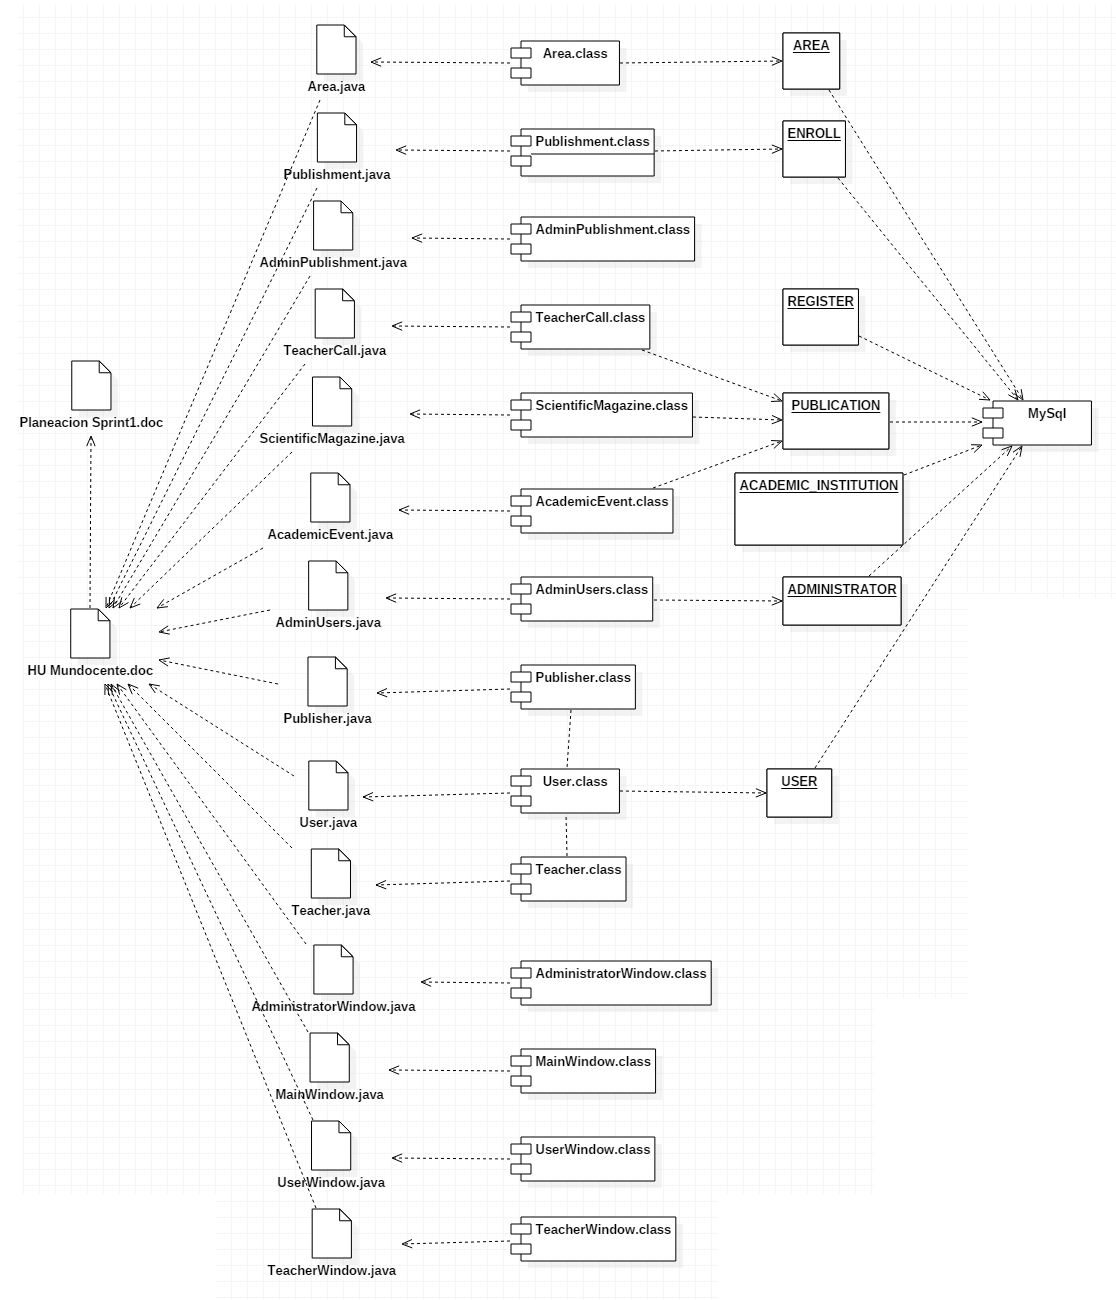 Area.class
AREA
Area.java
Publishment.class
ENROLL
Publishment.java
AdminPublishment.class
AdminPublishment.java
REGISTER
TeacherCall.class
TeacherCall.java
Planeacion Sprint1.doc
ScientificMagazine.class
PUBLICATION
MySql
ScientificMagazine.java
ACADEMIC_INSTITUTION
AcademicEvent.class
AcademicEvent.java
AdminUsers.class
ADMINISTRATOR
AdminUsers.java
HU Mundocente.doc
Publisher.class
Publisher.java
User.class
USER
User.java
Teacher.class
Teacher.java
AdministratorWindow.class
AdministratorWindow.java
MainWindow.class
MainWindow.java
UserWindow.class
UserWindow.java
TeacherWindow.class
TeacherWindow.java